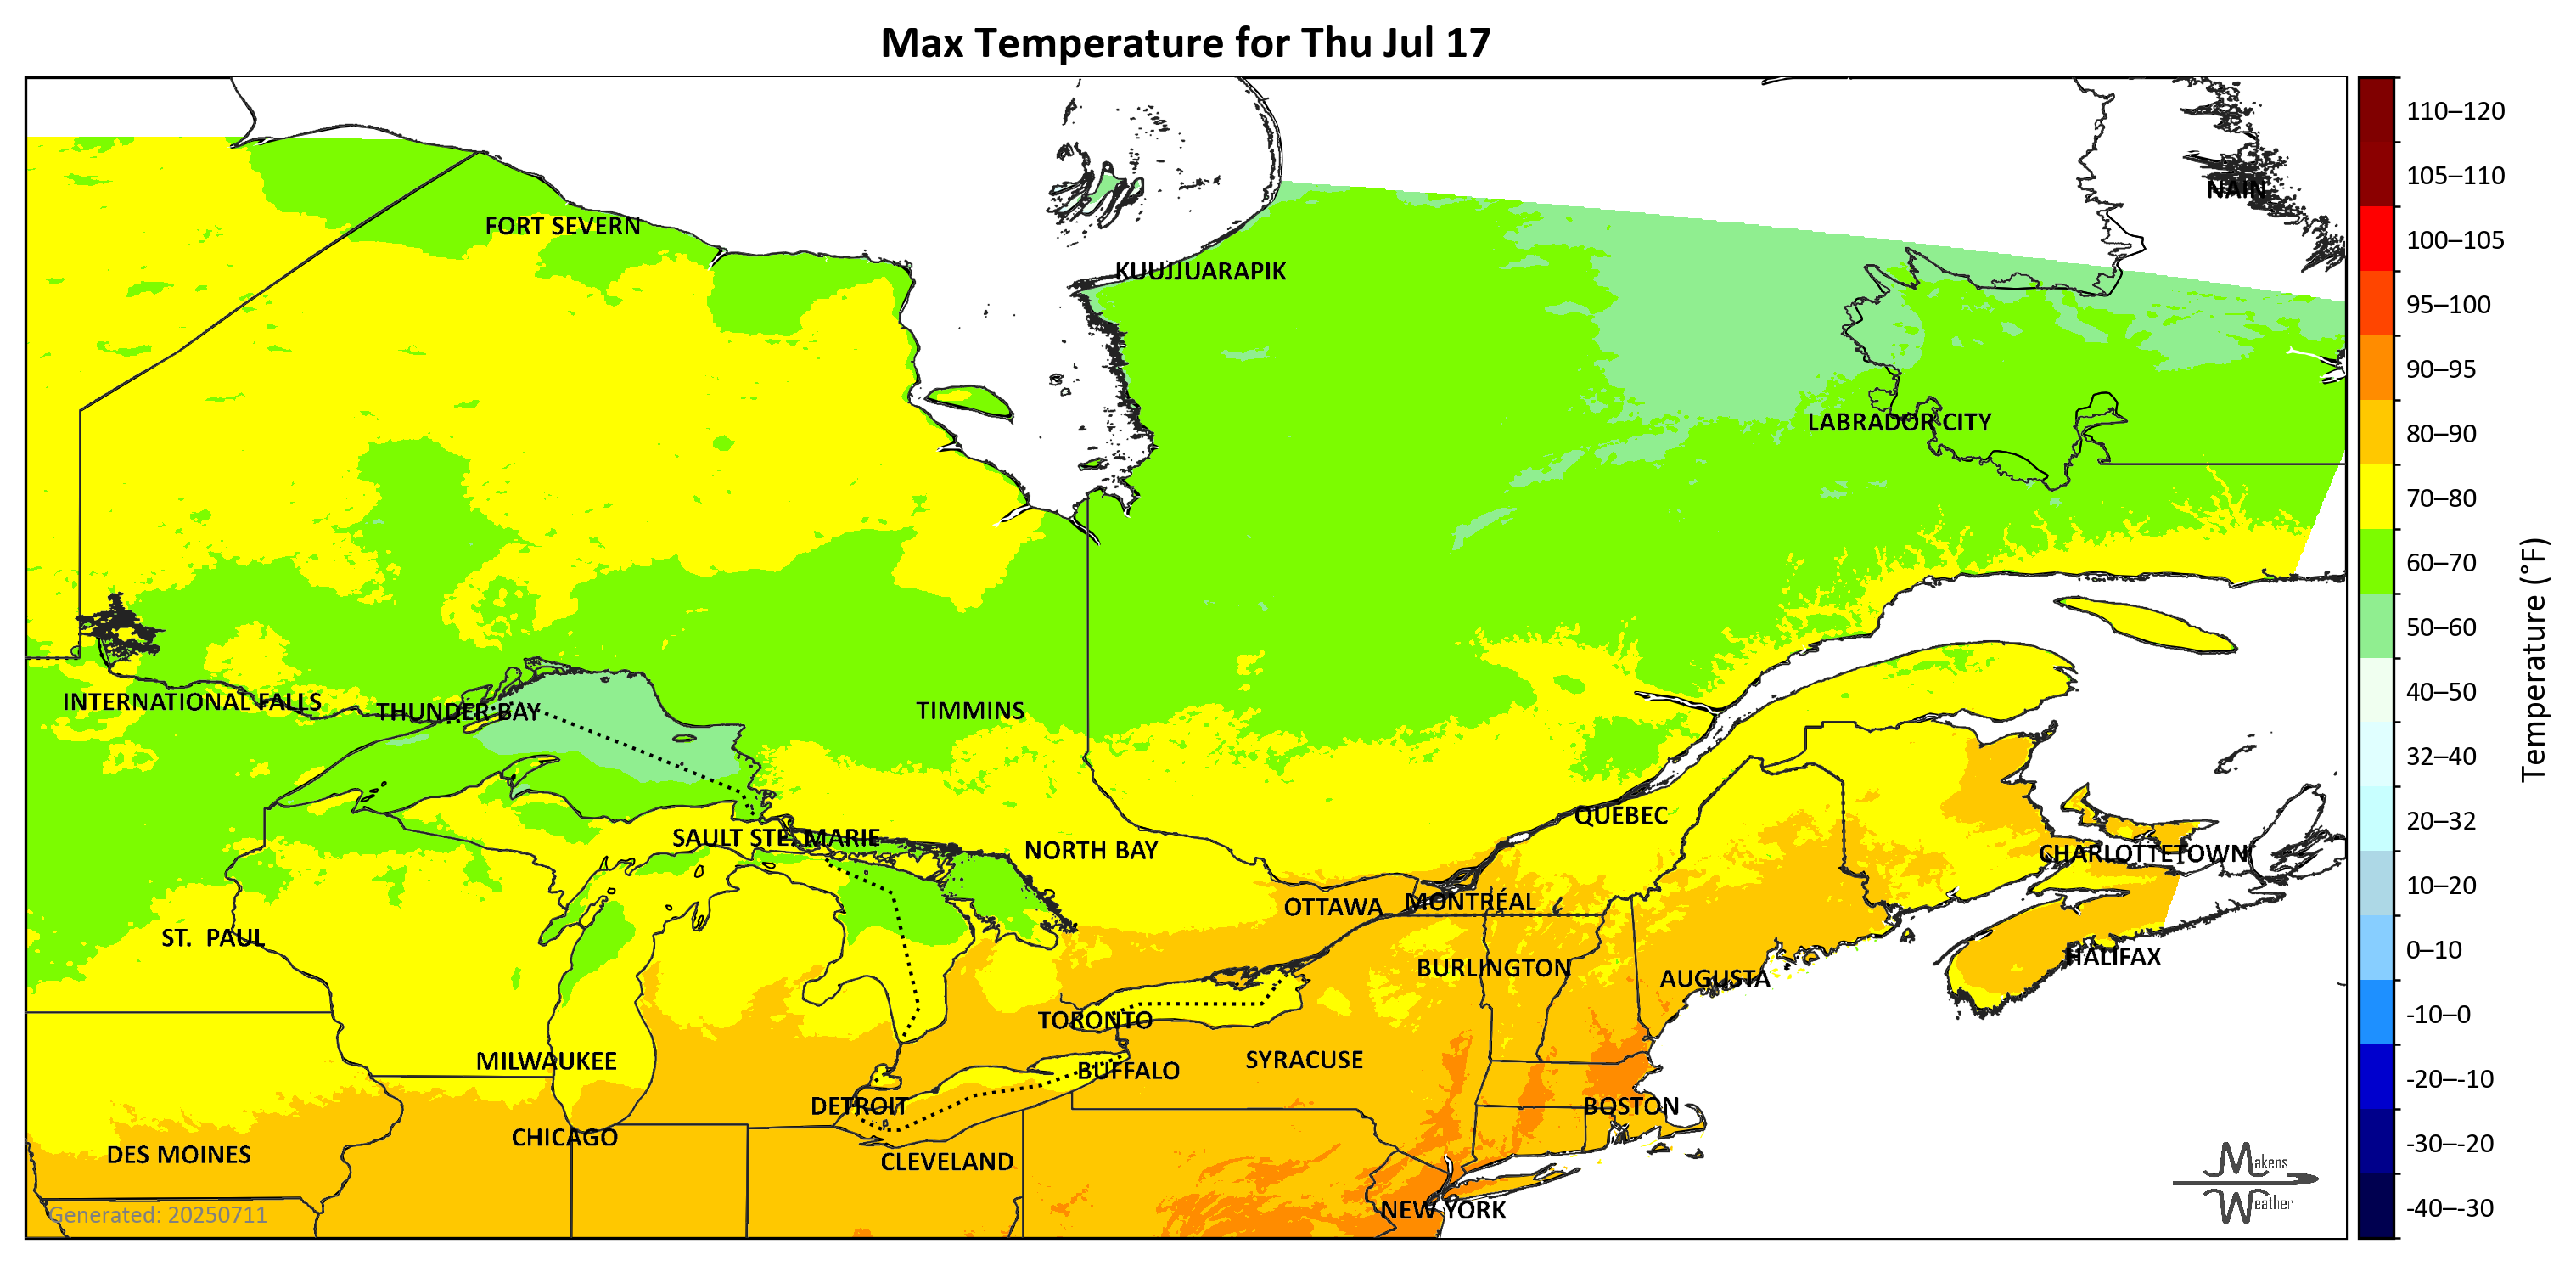 Max Temperature for Thu Jul 17
110–120
105–110
NAIN
FORT SEVERN
100–105
KUUJJUARAPIK
95–100
90–95
LABRADOR CITY
80–90
70–80
60–70
50–60
Temperature (°F)
40–50
INTERNATIONAL FALLS
THUNDER BAY
TIMMINS
32–40
QUEBEC
20–32
SAULT STE. MARIE
NORTH BAY
CHARLOTTETOWN
10–20
OTTAWA
MONTRÉAL
ST. PAUL
0–10
HALIFAX
BURLINGTON
AUGUSTA
-10–0
TORONTO
MILWAUKEE
SYRACUSE
BUFFALO
-20–-10
DETROIT
BOSTON
CHICAGO
-30–-20
DES MOINES
CLEVELAND
Makens
Weather
NEW YORK
-40–-30
Generated: 20250711